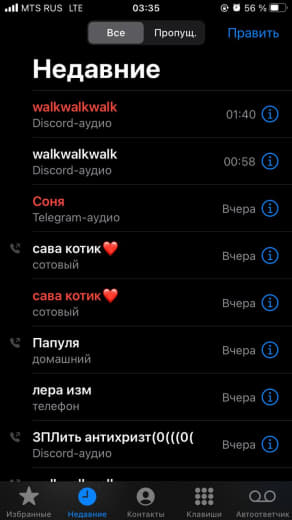 MTS RUS LTE 03:35 56 %
Все Пропущ. Править
Недавние
walkwalkwalk
Discord-аудио 01:40
walkwalkwalk
Discord-аудио 00:58
Соня
Telegram-аудио Вчера
сава котик❤️
сотовый Вчера
сава котик❤️
сотовый Вчера
Папуля
домашний Вчера
лера изм
телефон Вчера
ЗПЛить антихризт(0(((0(
Discord-аудио Вчера
Избранные Недавние Контакты Клавиши Автоответчик